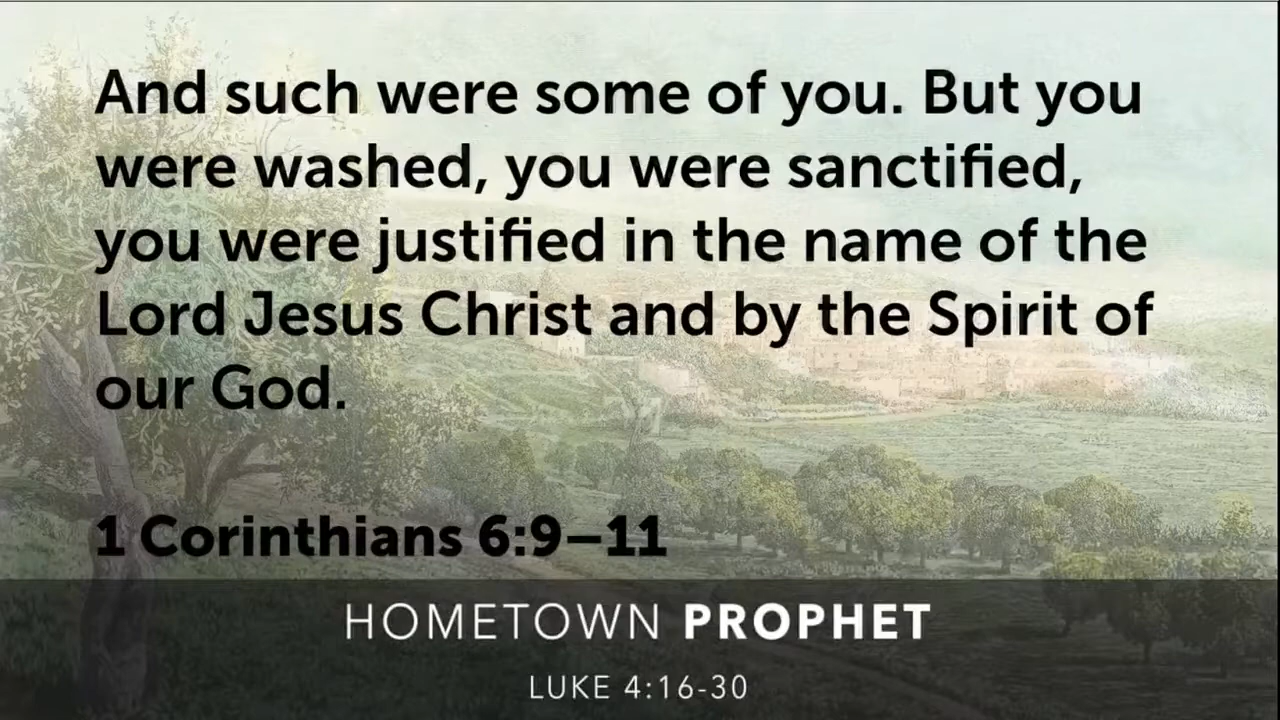 And such were some of you. But you
were washed, you were sanctified,
you were justified in the name of the
Lord Jesus Christ and by the Spirit of
our God.
1 Corinthians 6:9–11
HOMETOWN PROPHET
LUKE 4:16-30